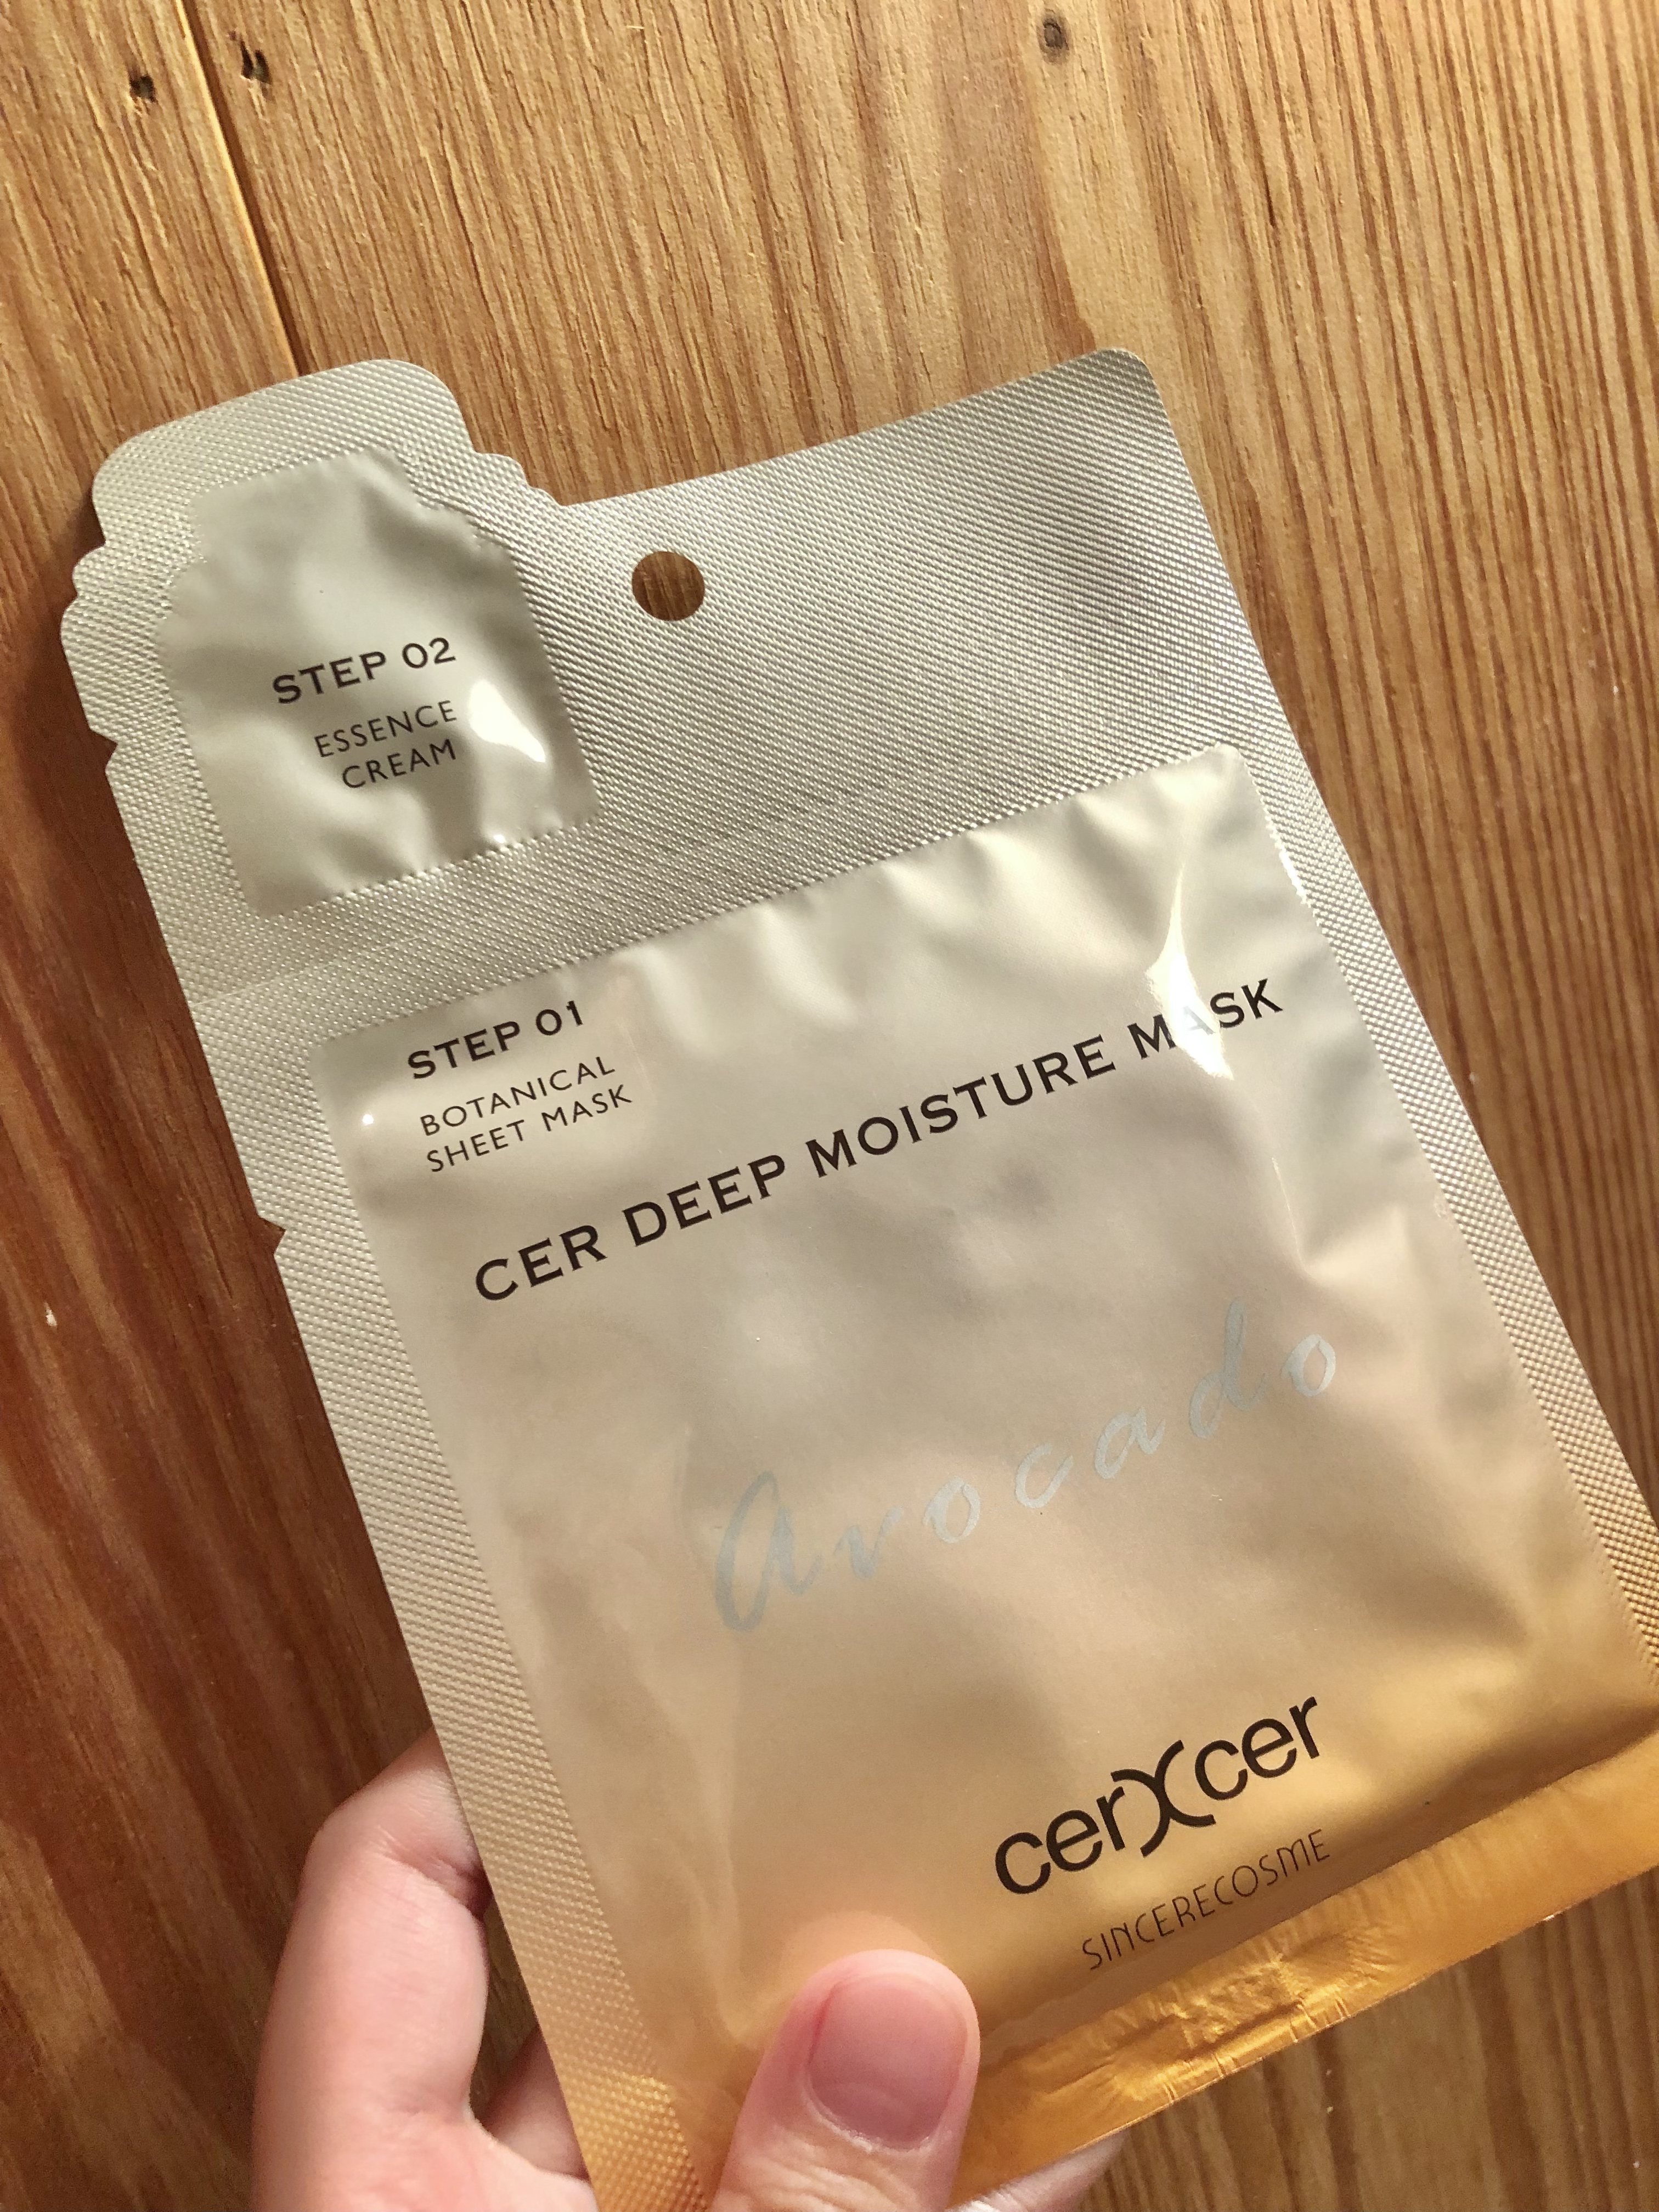 STEP 02
ESSENCE
CREAM
STEP 01
BOTANICAL
SHEET MASK
CER DEEP MOISTURE MASK
Avocado
cerXcer
SINCERECOSME